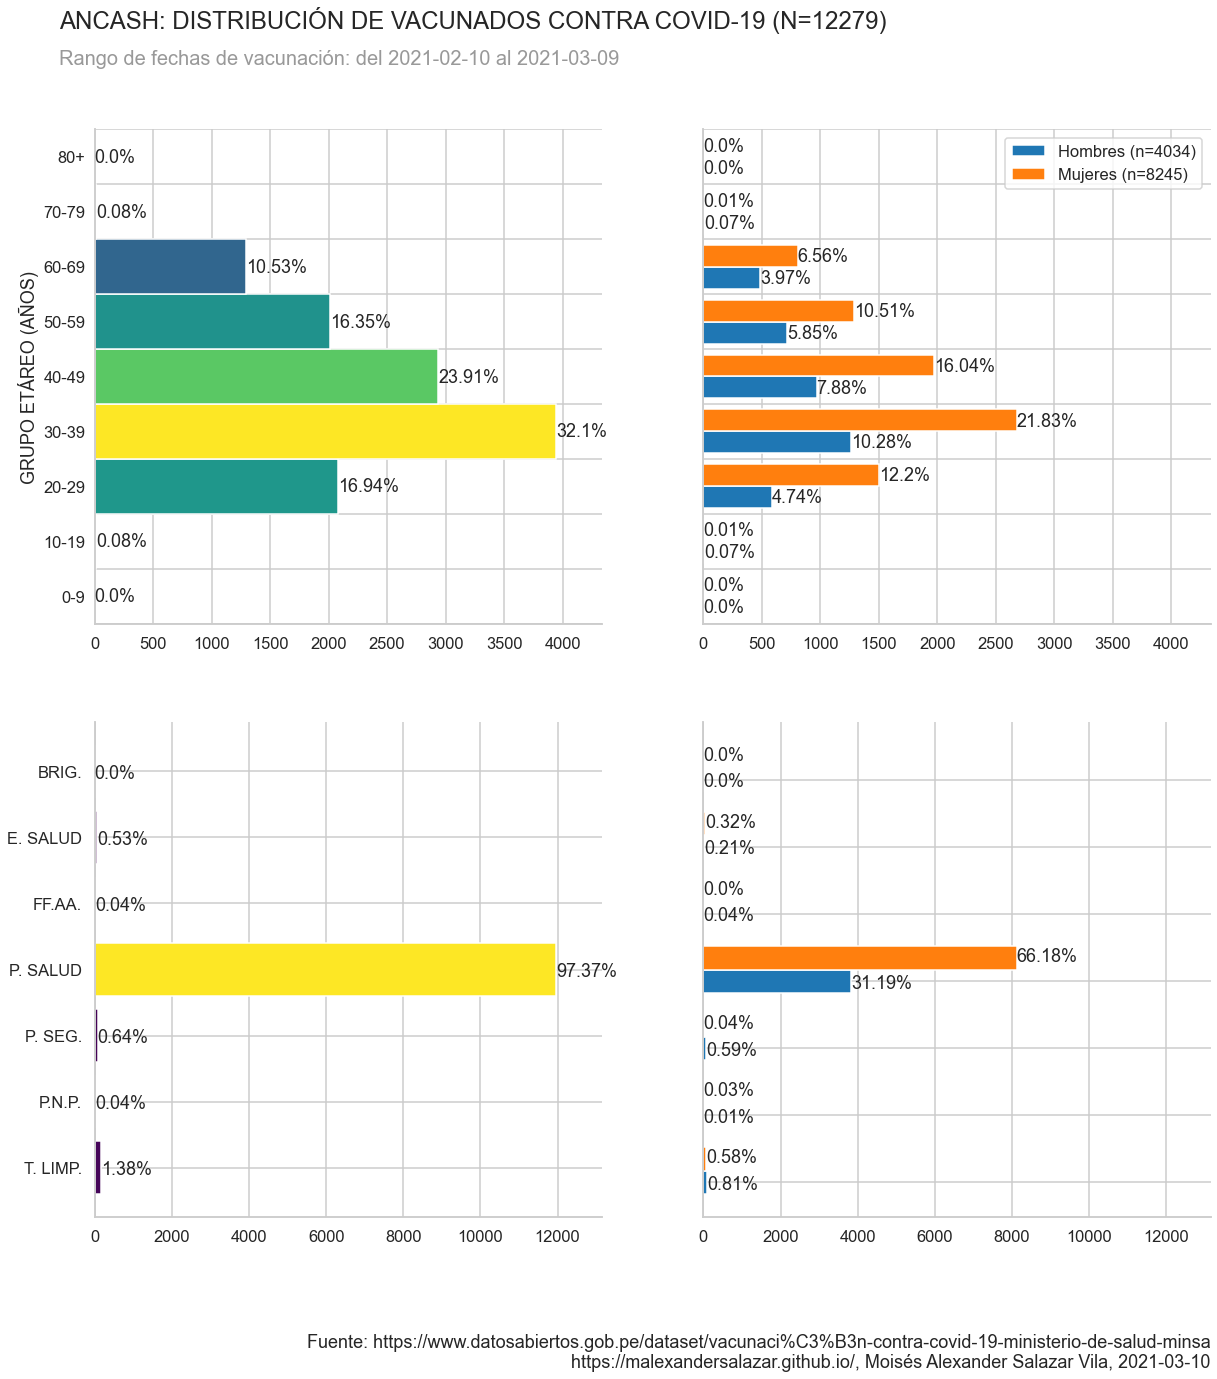 ANCASH: DISTRIBUCIÓN DE VACUNADOS CONTRA COVID-19 (N=12279)
Rango de fechas de vacunación: del 2021-02-10 al 2021-03-09
GRUPO ETÁREO (AÑOS)
80+ 0.0%
70-79 0.08%
60-69 10.53%
50-59 16.35%
40-49 23.91%
30-39 32.1%
20-29 16.94%
10-19 0.08%
0-9 0.0%
0 500 1000 1500 2000 2500 3000 3500 4000
Hombres (n=4034)
Mujeres (n=8245)
0.0%
0.0%
0.01%
0.07%
6.56%
3.97%
10.51%
5.85%
16.04%
7.88%
21.83%
10.28%
12.2%
4.74%
0.01%
0.07%
0.0%
0.0%
0 500 1000 1500 2000 2500 3000 3500 4000
BRIG. 0.0%
E. SALUD 0.53%
FF.AA. 0.04%
P. SALUD 97.37%
P. SEG. 0.64%
P.N.P. 0.04%
T. LIMP. 1.38%
0 2000 4000 6000 8000 10000 12000
0.0%
0.0%
0.32%
0.21%
0.0%
0.04%
66.18%
31.19%
0.04%
0.59%
0.03%
0.01%
0.58%
0.81%
0 2000 4000 6000 8000 10000 12000
Fuente: https://www.datosabiertos.gob.pe/dataset/vacunaci%C3%B3n-contra-covid-19-ministerio-de-salud-minsa
https://malexandersalazar.github.io/, Moisés Alexander Salazar Vila, 2021-03-10